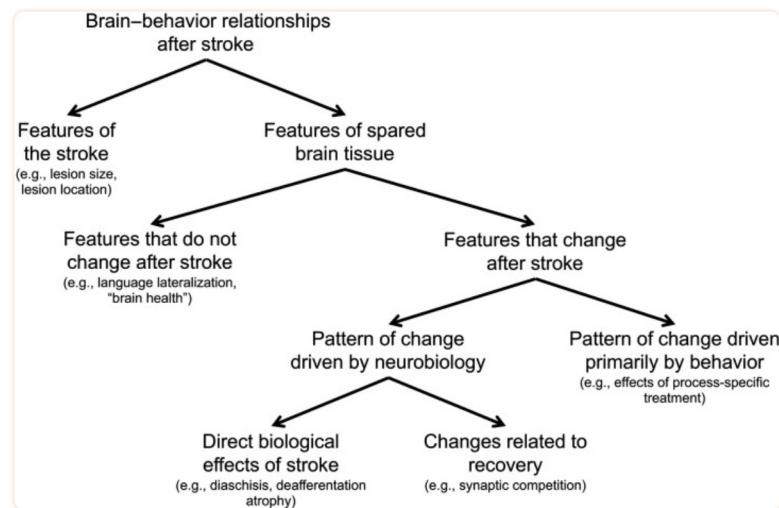 Brain–behavior relationships
after stroke
Features of
the stroke
(e.g., lesion size,
lesion location)
Features of spared
brain tissue
Features that do not
change after stroke
(e.g., language lateralization,
“brain health”)
Features that change
after stroke
Pattern of change
driven by neurobiology
Pattern of change driven
primarily by behavior
(e.g., effects of process-specific
treatment)
Direct biological
effects of stroke
(e.g., diaschisis, deafferentation
atrophy)
Changes related to
recovery
(e.g., synaptic competition)